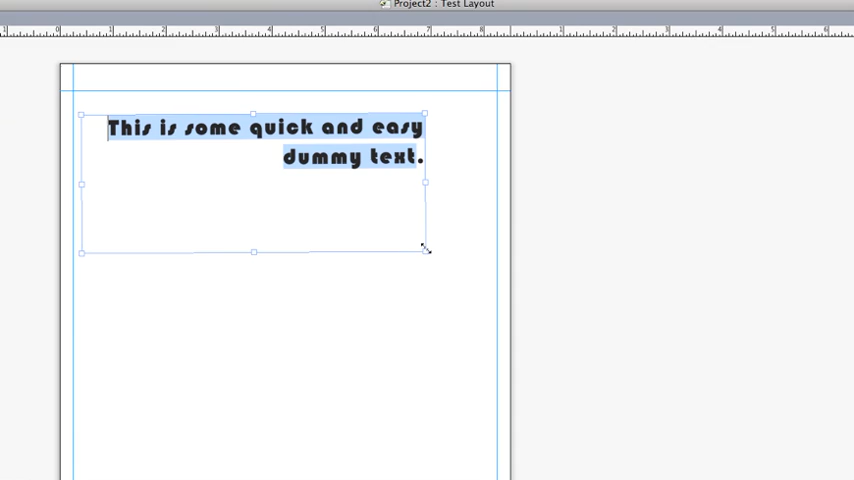 Project2 : Test Layout
This is some quick and easy
dummy text.